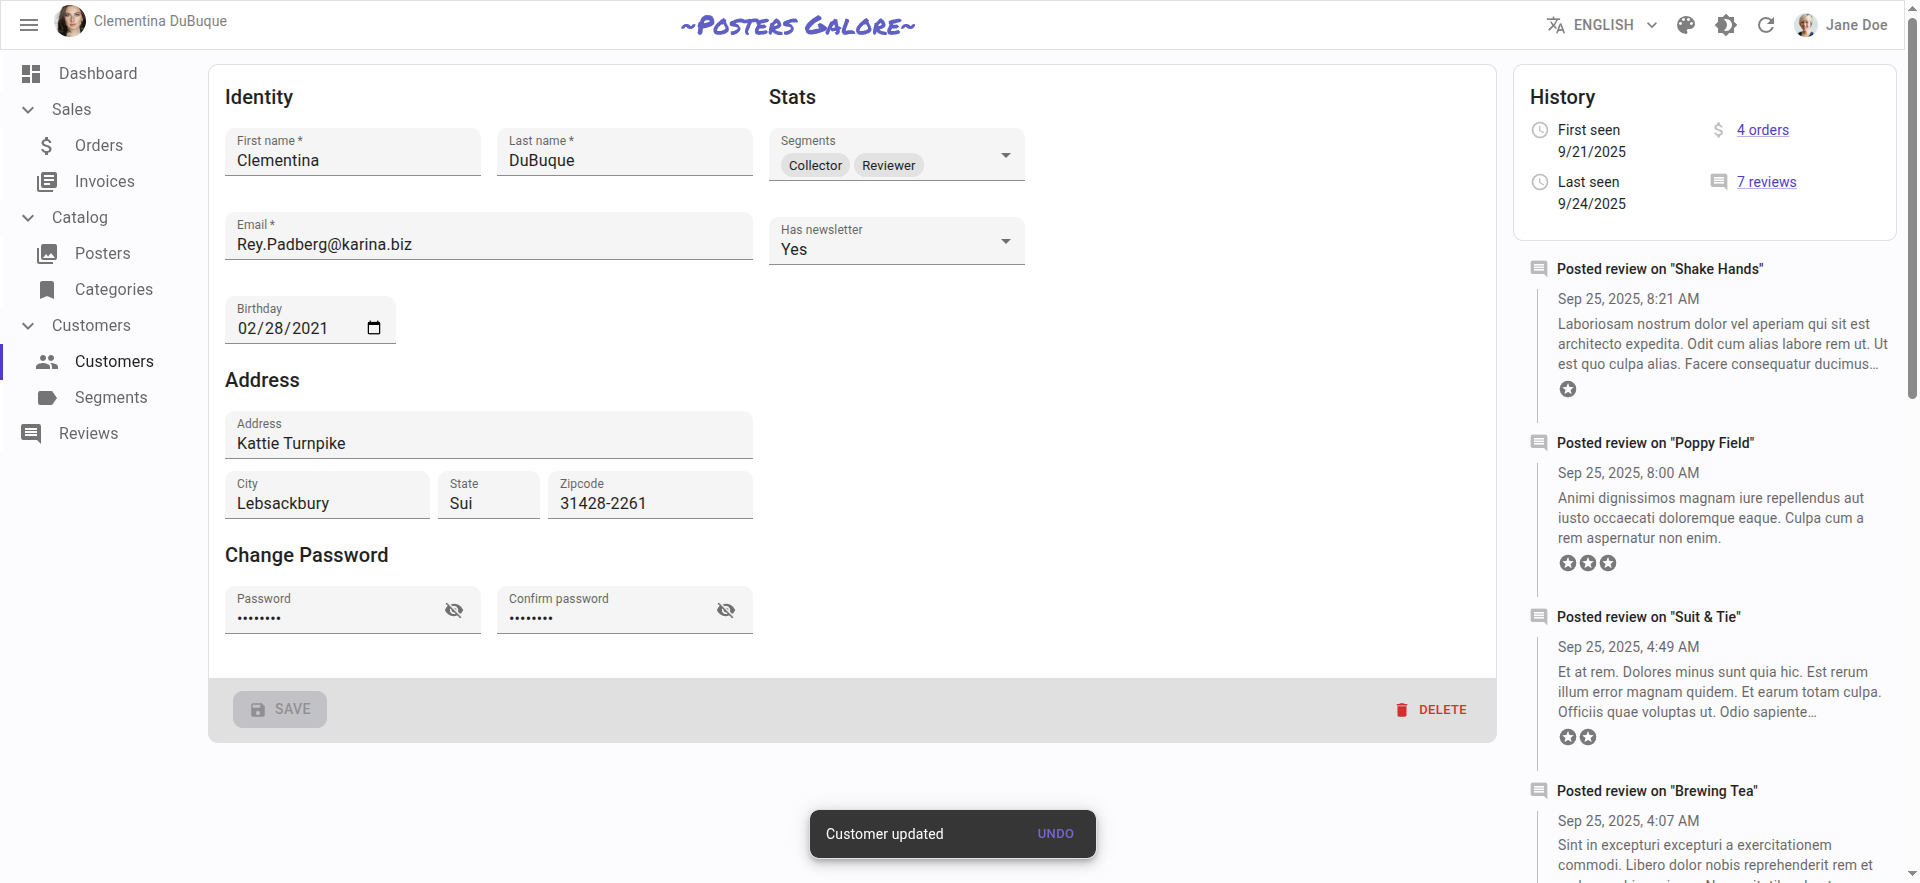 Clementina DuBuque
~Posters Galore~
ENGLISH
Jane Doe
Dashboard
Sales
Orders
Invoices
Catalog
Posters
Categories
Customers
Customers
Segments
Reviews
Identity
First name *
Clementina
Last name *
DuBuque
Email *
Rey.Padberg@karina.biz
Birthday
02/28/2021
Stats
Segments
Collector Reviewer
Has newsletter
Yes
Address
Address
Kattie Turnpike
City
Lebsackbury
State
Sui
Zipcode
31428-2261
Change Password
Password
••••••••
Confirm password
••••••••
SAVE
DELETE
History
First seen
9/21/2025
4 orders
Last seen
9/24/2025
7 reviews
Posted review on "Shake Hands"
Sep 25, 2025, 8:21 AM
Laboriosam nostrum dolor vel aperiam qui sit est
architecto expedita. Odit cum alias labore rem ut. Ut
est quo culpa alias. Facere consequatur ducimus…
Posted review on "Poppy Field"
Sep 25, 2025, 8:00 AM
Animi dignissimos magnam iure repellendus aut
iusto occaecati doloremque eaque. Culpa cum a
rem aspernatur non enim.
Posted review on "Suit & Tie"
Sep 25, 2025, 4:49 AM
Et at rem. Dolores minus sunt quia hic. Est rerum
illum error magnam quidem. Et earum totam culpa.
Officiis quae voluptas ut. Odio sapiente…
Posted review on "Brewing Tea"
Sep 25, 2025, 4:07 AM
Sint in excepturi excepturi a exercitationem
commodi. Libero dolor nobis reprehenderit rem et
Customer updated
UNDO